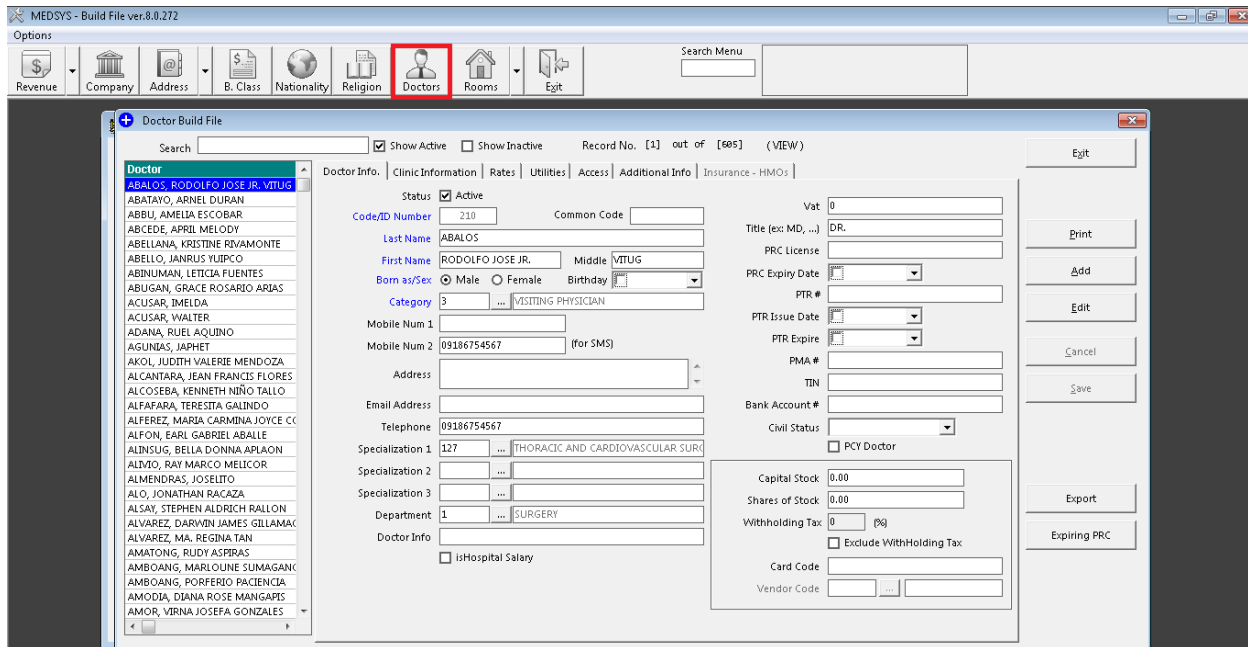 MEDSYS - Build File ver.8.0.272
Options
Revenue Company Address B. Class Nationality Religion Doctors Rooms Exit
Search Menu
Doctor Build File
Search Show Active Show Inactive Record No. [1] out of [605] (VIEW)
Doctor
ABALOS, RODOLFO JOSE JR. VITUG
ABATAYO, ARNEL DURAN
ABBU, AMELIA ESCOBAR
ABCEDE, APRIL MELODY
ABELLANA, KRISTINE RIVAMONTE
ABELLO, JANRUS YUIPCO
ABINUMAN, LETICIA FUENTES
ABUGAN, GRACE ROSARIO ARIAS
ACUSAR, IMELDA
ACUSAR, WALTER
ADANA, RUEL AQUINO
AGUNIAS, JAPHET
AKOL, JUDITH VALERIE MENDOZA
ALCANTARA, JEAN FRANCIS FLORES
ALCOSEBA, KENNETH NIÑO TALLO
ALFAFARA, TERESITA GALINDO
ALFEREZ, MARIA CARMINA JOYCE CO
ALFON, EARL GABRIEL ABALLE
ALINSUG, BELLA DONNA APLAON
ALIVIO, RAY MARCO MELICOR
ALMENDRAS, JOSELITO
ALO, JONATHAN RACAZA
ALSAY, STEPHEN ALDRICH RALLON
ALVAREZ, DARWIN JAMES GILLAMAC
ALVAREZ, MA. REGINA TAN
AMATONG, RUDY ASPIRAS
AMBOANG, MARLOUNE SUMAGANG
AMBOANG, PORFERIO PACIENCIA
AMODIA, DIANA ROSE MANGAPIS
AMOR, VIRNA JOSEFA GONZALES
Doctor Info. Clinic Information Rates Utilities Access Additional Info Insurance - HMOs
Status Active
Code/ID Number 210 Common Code
Last Name ABALOS
First Name RODOLFO JOSE JR. Middle VITUG
Born as/Sex Male Female Birthday
Category 3 ... VISITING PHYSICIAN
Mobile Num 1
Mobile Num 2 09186754567 (for SMS)
Address
Email Address
Telephone 09186754567
Specialization 1 127 ... THORACIC AND CARDIOVASCULAR SURG
Specialization 2 ...
Specialization 3 ...
Department 1 ... SURGERY
Doctor Info
isHospital Salary
Vat 0
Title (ex: MD, ...) DR.
PRC License
PRC Expiry Date
PTR #
PTR Issue Date
PTR Expire
PMA #
TIN
Bank Account #
Civil Status
PCY Doctor
Capital Stock 0.00
Shares of Stock 0.00
Withholding Tax 0 (%)
Exclude WithHolding Tax
Card Code
Vendor Code ...
Exit
Print
Add
Edit
Cancel
Save
Export
Expiring PRC